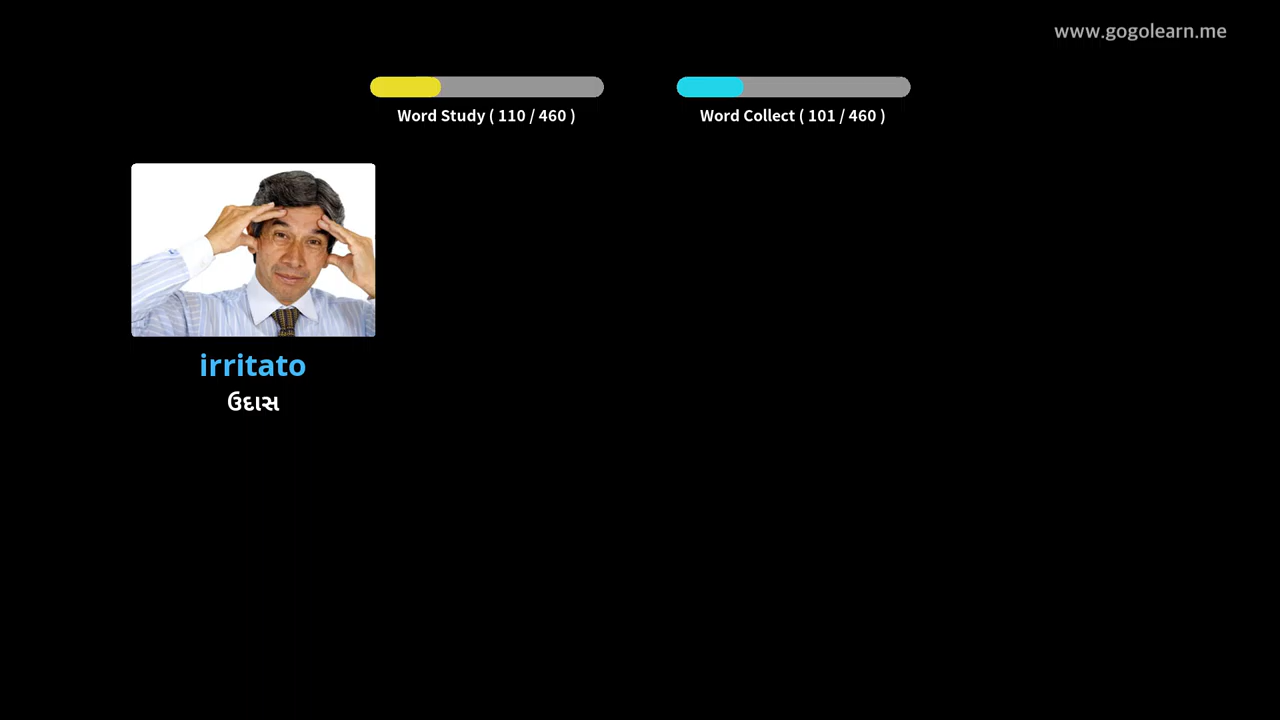 www.gogolearn.me
Word Study ( 110 / 460 )
Word Collect ( 101 / 460 )
irritato
ઉદાસ